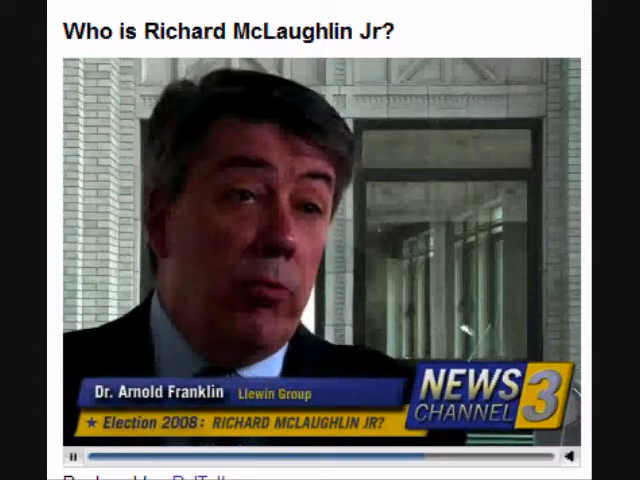 Who is Richard McLaughlin Jr?
Dr. Arnold Franklin Llewin Group
★ Election 2008: RICHARD MCLAUGHLIN JR?
NEWS
CHANNEL 3